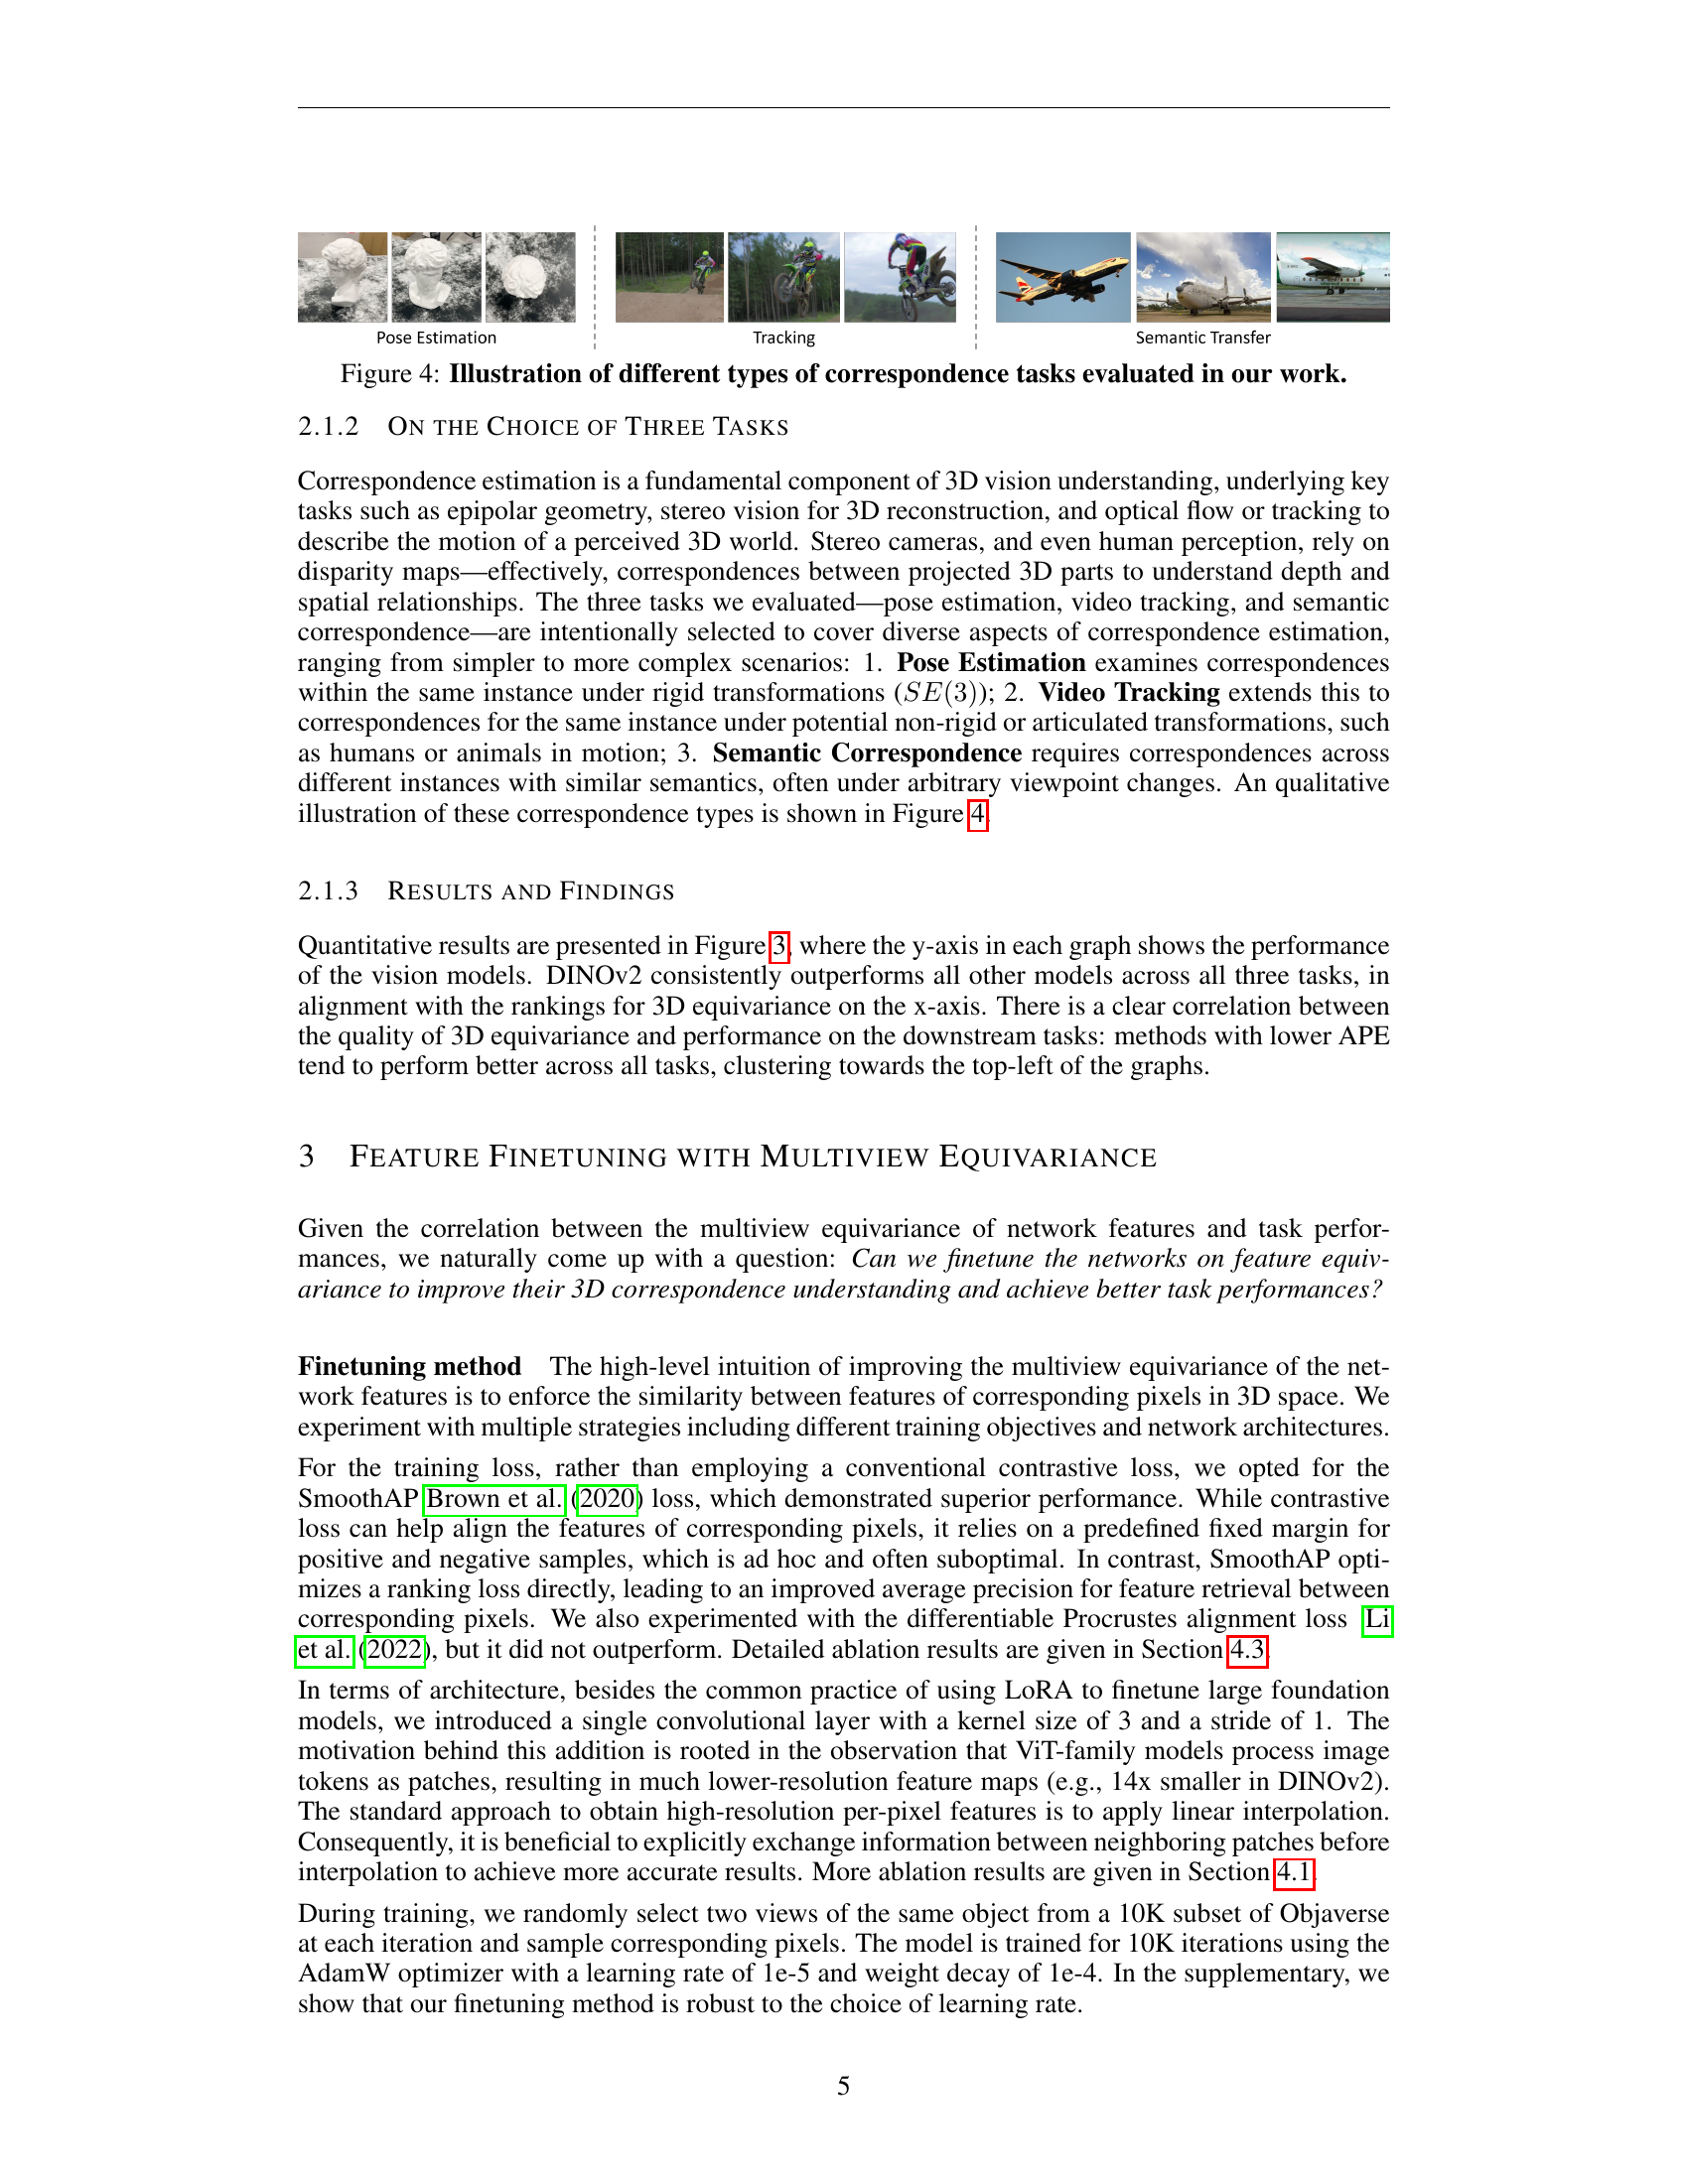 Pose Estimation
Tracking
Semantic Transfer
Figure 4: Illustration of different types of correspondence tasks evaluated in our work.
2.1.2 ON THE CHOICE OF THREE TASKS
Correspondence estimation is a fundamental component of 3D vision understanding, underlying key
tasks such as epipolar geometry, stereo vision for 3D reconstruction, and optical flow or tracking to
describe the motion of a perceived 3D world. Stereo cameras, and even human perception, rely on
disparity maps—effectively, correspondences between projected 3D parts to understand depth and
spatial relationships. The three tasks we evaluated—pose estimation, video tracking, and semantic
correspondence—are intentionally selected to cover diverse aspects of correspondence estimation,
ranging from simpler to more complex scenarios: 1. Pose Estimation examines correspondences
within the same instance under rigid transformations (SE(3)); 2. Video Tracking extends this to
correspondences for the same instance under potential non-rigid or articulated transformations, such
as humans or animals in motion; 3. Semantic Correspondence requires correspondences across
different instances with similar semantics, often under arbitrary viewpoint changes. An qualitative
illustration of these correspondence types is shown in Figure 4.
2.1.3 RESULTS AND FINDINGS
Quantitative results are presented in Figure 3, where the y-axis in each graph shows the performance
of the vision models. DINOv2 consistently outperforms all other models across all three tasks, in
alignment with the rankings for 3D equivariance on the x-axis. There is a clear correlation between
the quality of 3D equivariance and performance on the downstream tasks: methods with lower APE
tend to perform better across all tasks, clustering towards the top-left of the graphs.
3 FEATURE FINETUNING WITH MULTIVIEW EQUIVARIANCE
Given the correlation between the multiview equivariance of network features and task perfor-
mances, we naturally come up with a question: Can we finetune the networks on feature equiv-
ariance to improve their 3D correspondence understanding and achieve better task performances?
Finetuning method The high-level intuition of improving the multiview equivariance of the net-
work features is to enforce the similarity between features of corresponding pixels in 3D space. We
experiment with multiple strategies including different training objectives and network architectures.
For the training loss, rather than employing a conventional contrastive loss, we opted for the
SmoothAP Brown et al. (2020) loss, which demonstrated superior performance. While contrastive
loss can help align the features of corresponding pixels, it relies on a predefined fixed margin for
positive and negative samples, which is ad hoc and often suboptimal. In contrast, SmoothAP opti-
mizes a ranking loss directly, leading to an improved average precision for feature retrieval between
corresponding pixels. We also experimented with the differentiable Procrustes alignment loss Li
et al. (2022), but it did not outperform. Detailed ablation results are given in Section 4.3.
In terms of architecture, besides the common practice of using LoRA to finetune large foundation
models, we introduced a single convolutional layer with a kernel size of 3 and a stride of 1. The
motivation behind this addition is rooted in the observation that ViT-family models process image
tokens as patches, resulting in much lower-resolution feature maps (e.g., 14x smaller in DINOv2).
The standard approach to obtain high-resolution per-pixel features is to apply linear interpolation.
Consequently, it is beneficial to explicitly exchange information between neighboring patches before
interpolation to achieve more accurate results. More ablation results are given in Section 4.1.
During training, we randomly select two views of the same object from a 10K subset of Objaverse
at each iteration and sample corresponding pixels. The model is trained for 10K iterations using the
AdamW optimizer with a learning rate of 1e-5 and weight decay of 1e-4. In the supplementary, we
show that our finetuning method is robust to the choice of learning rate.
5